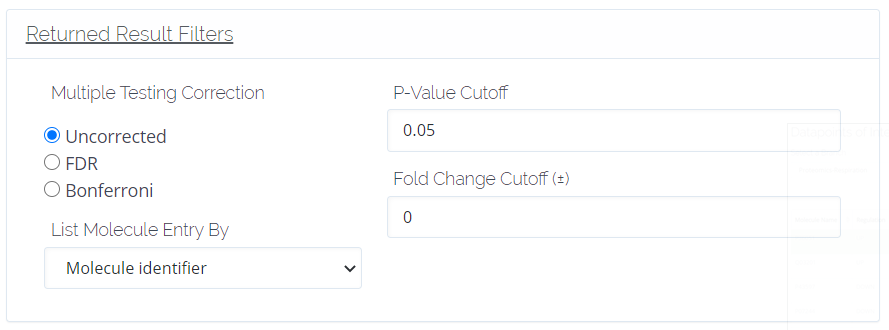 Returned Result Filters
Multiple Testing Correction
Uncorrected
FDR
Bonferroni
List Molecule Entry By
Molecule identifier
P-Value Cutoff
0.05
Fold Change Cutoff (±)
0